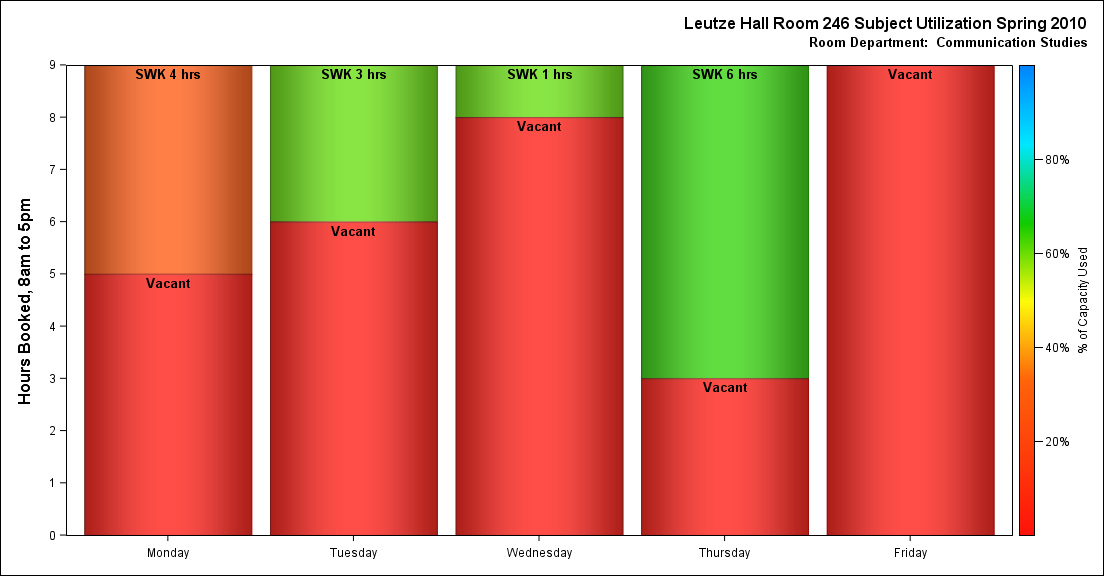 Leutze Hall Room 246 Subject Utilization Spring 2010
Room Department:  Communication Studies
Hours Booked, 8am to 5pm
9
8
7
6
5
4
3
2
1
0
SWK 4 hrs
Vacant
SWK 3 hrs
Vacant
SWK 1 hrs
Vacant
SWK 6 hrs
Vacant
Vacant
Monday
Tuesday
Wednesday
Thursday
Friday
80%
60%
40%
20%
% of Capacity Used